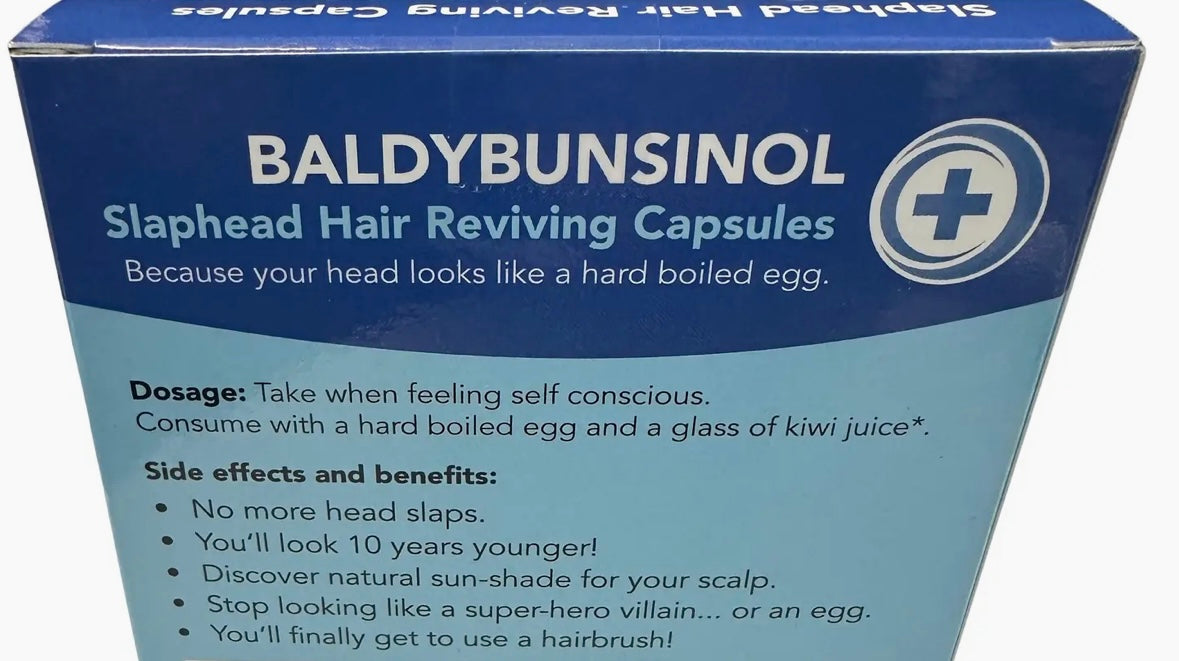 Slaphead Hair Reviving Capsules
BALDYBUNSINOL
Slaphead Hair Reviving Capsules
Because your head looks like a hard boiled egg.
Dosage: Take when feeling self conscious.
Consume with a hard boiled egg and a glass of kiwi juice*.
Side effects and benefits:
• No more head slaps.
• You'll look 10 years younger!
• Discover natural sun-shade for your scalp.
• Stop looking like a super-hero villain... or an egg.
• You'll finally get to use a hairbrush!